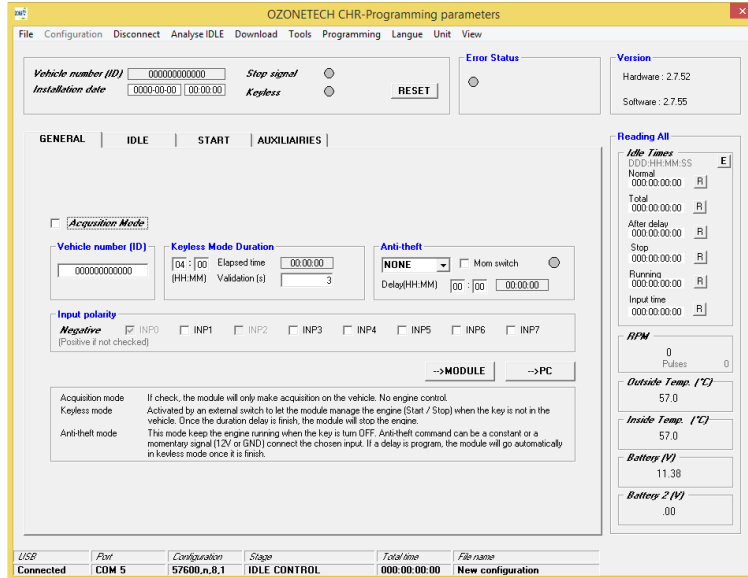 OZONETECH CHR-Programming parameters
File Configuration Disconnect Analyse IDLE Download Tools Programming Langue Unit View
Vehicle number (ID) 000000000000 Stop signal
Installation date 0000-00-00 00:00:00 Keyless RESET
Error Status
Version
Hardware : 2.7.52
Software : 2.7.55
GENERAL IDLE START AUXILIAIRIES
Acqusition Mode
Vehicle number (ID)
000000000000
Keyless Mode Duration
04 : 00 Elapsed time 00:00:00
(HH:MM) Validation (s) 3
Anti-theft
NONE Mom switch
Delay(HH:MM) 00 : 00 00:00:00
Input polarity
Negative INP0 INP1 INP2 INP3 INP4 INP5 INP6 INP7
(Positive if not checked)
-->MODULE -->PC
Acquisition mode If check, the module will only make acquisition on the vehicle. No engine control.
Keyless mode Activated by an external switch to let the module manage the engine (Start / Stop) when the key is not in the
vehicle. Once the duration delay is finish, the module will stop the engine.
Anti-theft mode This mode keep the engine running when the key is turn OFF. Anti-theft command can be a constant or a
momentary signal (12V or GND) connect the chosen input. If a delay is program, the module will go automatically
in keyless mode once it is finish.
Reading All
Idle Times
DDD:HH:MM:SS E
Normal
000:00:00:00 R
Total
000:00:00:00 R
After delay
000:00:00:00 R
Stop
000:00:00:00 R
Running
000:00:00:00 R
Input time
000:00:00:00 R
RPM
0
Pulses 0
Outside Temp. (°C)
57.0
Inside Temp. (°C)
57.0
Battery (V)
11.38
Battery 2 (V)
.00
USB Port Configuration Stage Total time File name
Connected COM 5 57600,n,8,1 IDLE CONTROL 000:00:00:00 New configuration